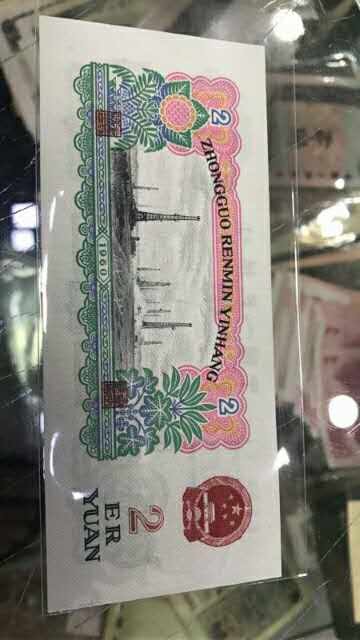 ZHONGGUO RENMIN YINHANG
2
2
1960
2
ER
YUAN